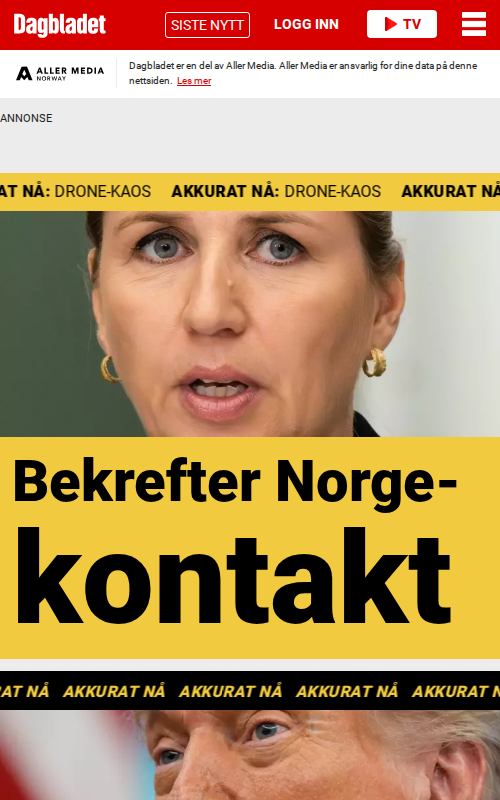 Dagbladet
SISTE NYTT
LOGG INN
TV
ALLER MEDIA
NORWAY
Dagbladet er en del av Aller Media. Aller Media er ansvarlig for dine data på denne
nettsiden. Les mer
ANNONSE
AT NÅ: DRONE-KAOS AKKURAT NÅ: DRONE-KAOS AKKURAT NÅ
Bekrefter Norge-
kontakt
AT NÅ AKKURAT NÅ AKKURAT NÅ AKKURAT NÅ AKKURAT N